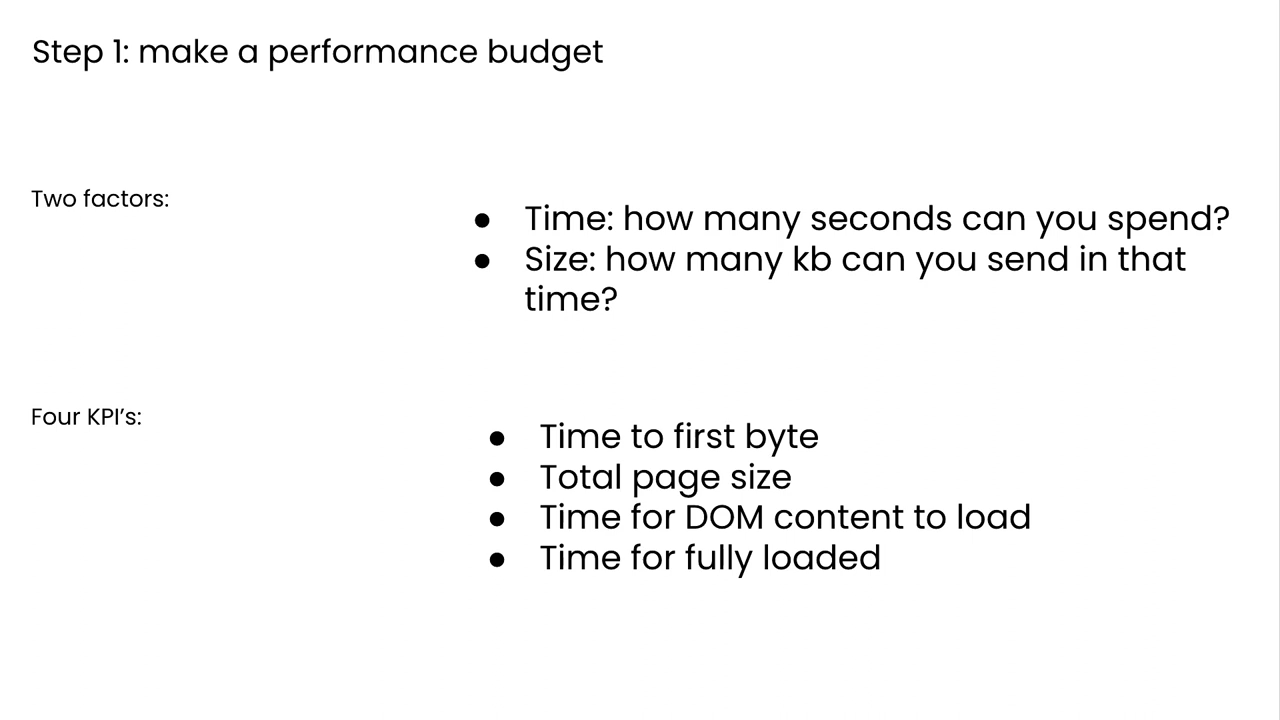 Step 1: make a performance budget
Two factors:
● Time: how many seconds can you spend?
● Size: how many kb can you send in that
time?
Four KPI’s:
● Time to first byte
● Total page size
● Time for DOM content to load
● Time for fully loaded